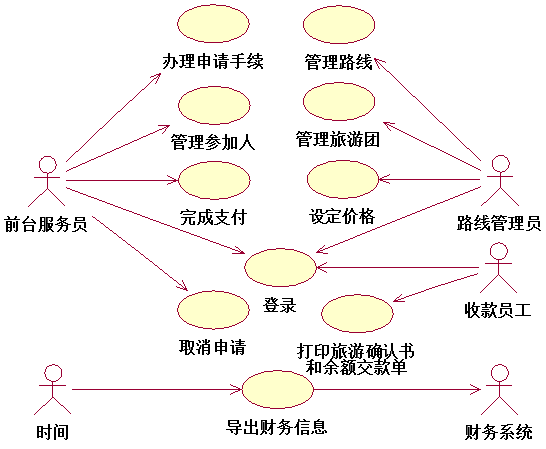 办理申请手续
管理路线
管理参加人
管理旅游团
前台服务员
完成支付
设定价格
路线管理员
登录
收款员工
取消申请
打印旅游确认书
和余额交款单
时间
导出财务信息
财务系统